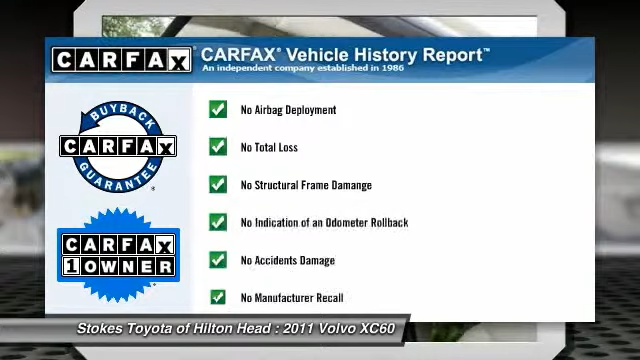 CARFAX
CARFAX® Vehicle History Report™
An independent company established in 1986
BUYBACK
CARFAX
GUARANTEE
*
CARFAX
1 OWNER
*
No Airbag Deployment
No Total Loss
No Structural Frame Damange
No Indication of an Odometer Rollback
No Accidents Damage
No Manufacturer Recall
Stokes Toyota of Hilton Head : 2011 Volvo XC60